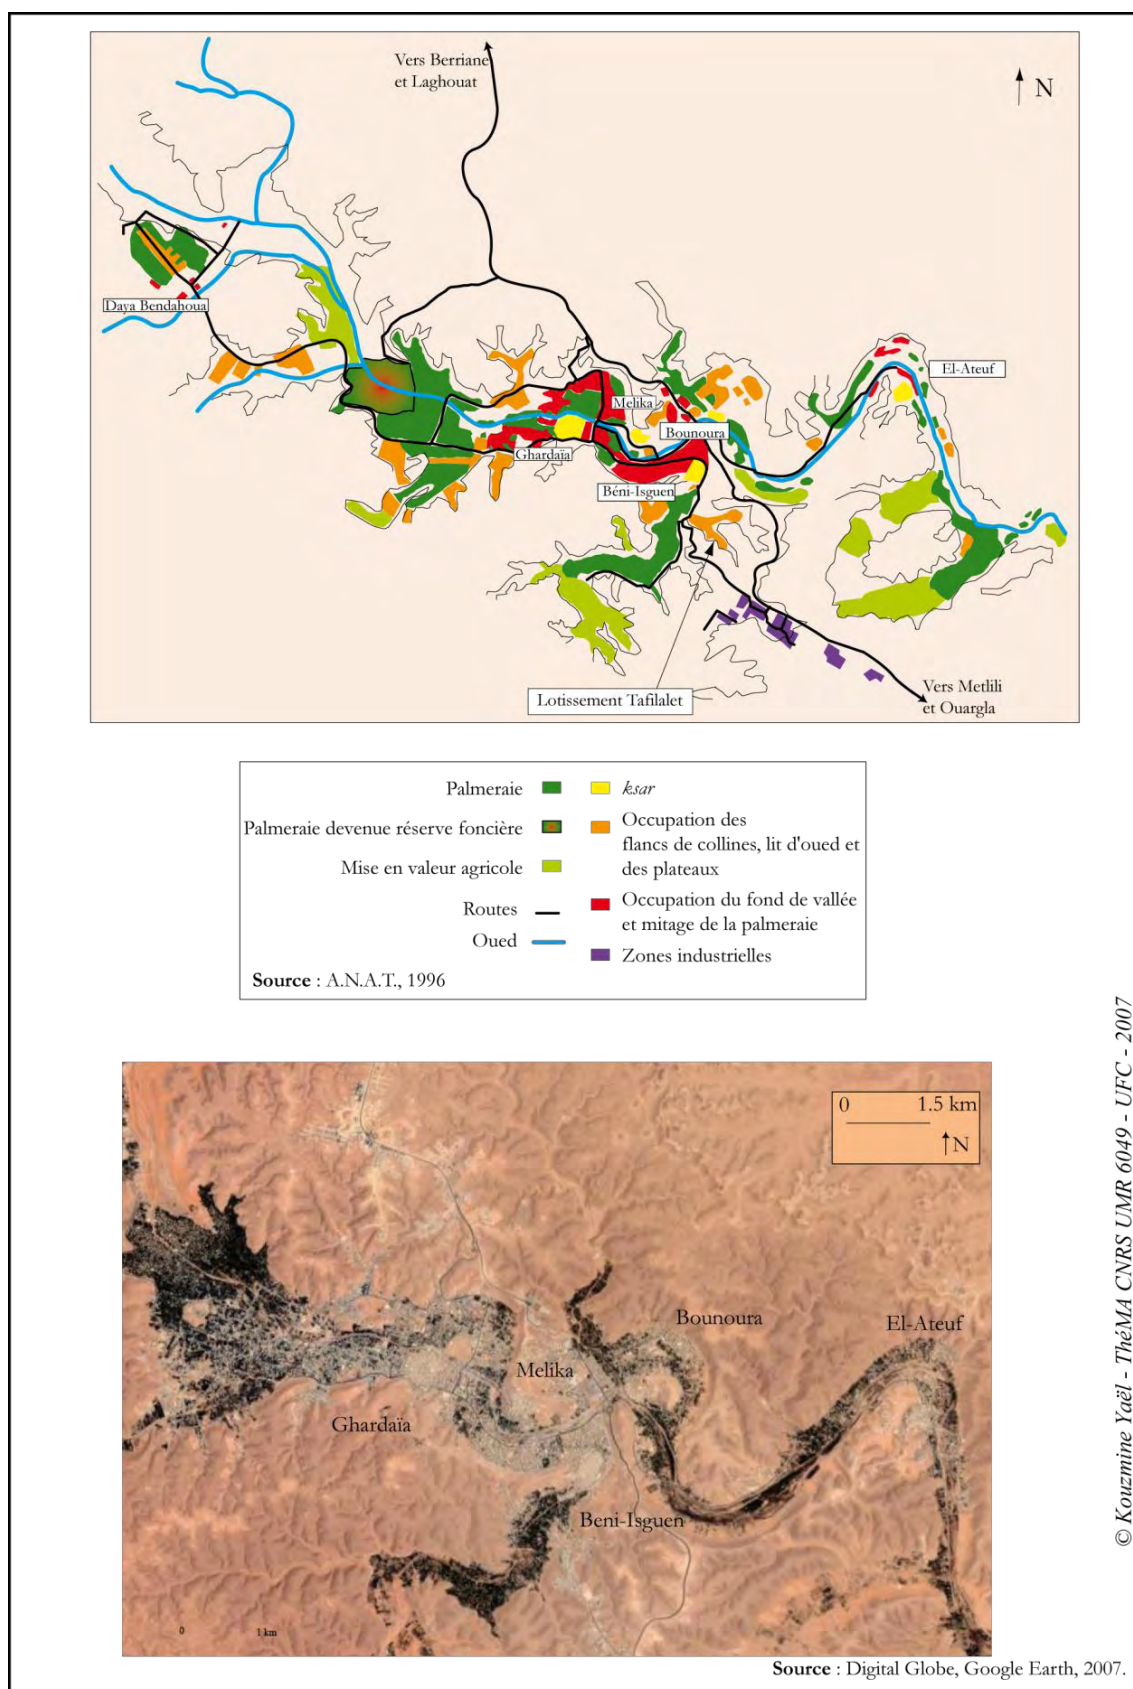 Vers Berriane
et Laghouat
N
Daya Bendahoua
El-Ateuf
Melika
Bounoura
Ghardaïa
Béni-Isguen
Lotissement Tafilalet
Vers Metlili
et Ouargla
Palmeraie
ksar
Palmeraie devenue réserve foncière
Occupation des
flancs de collines, lit d'oued et
des plateaux
Mise en valeur agricole
Routes
Occupation du fond de vallée
et mitage de la palmeraie
Oued
Zones industrielles
Source : A.N.A.T., 1996
0 1.5 km
N
Bounoura
El-Ateuf
Melika
Ghardaïa
Beni-Isguen
0 1 km
Source : Digital Globe, Google Earth, 2007.
© Kouzmine Yaël - ThéMA CNRS UMR 6049 - UFC - 2007